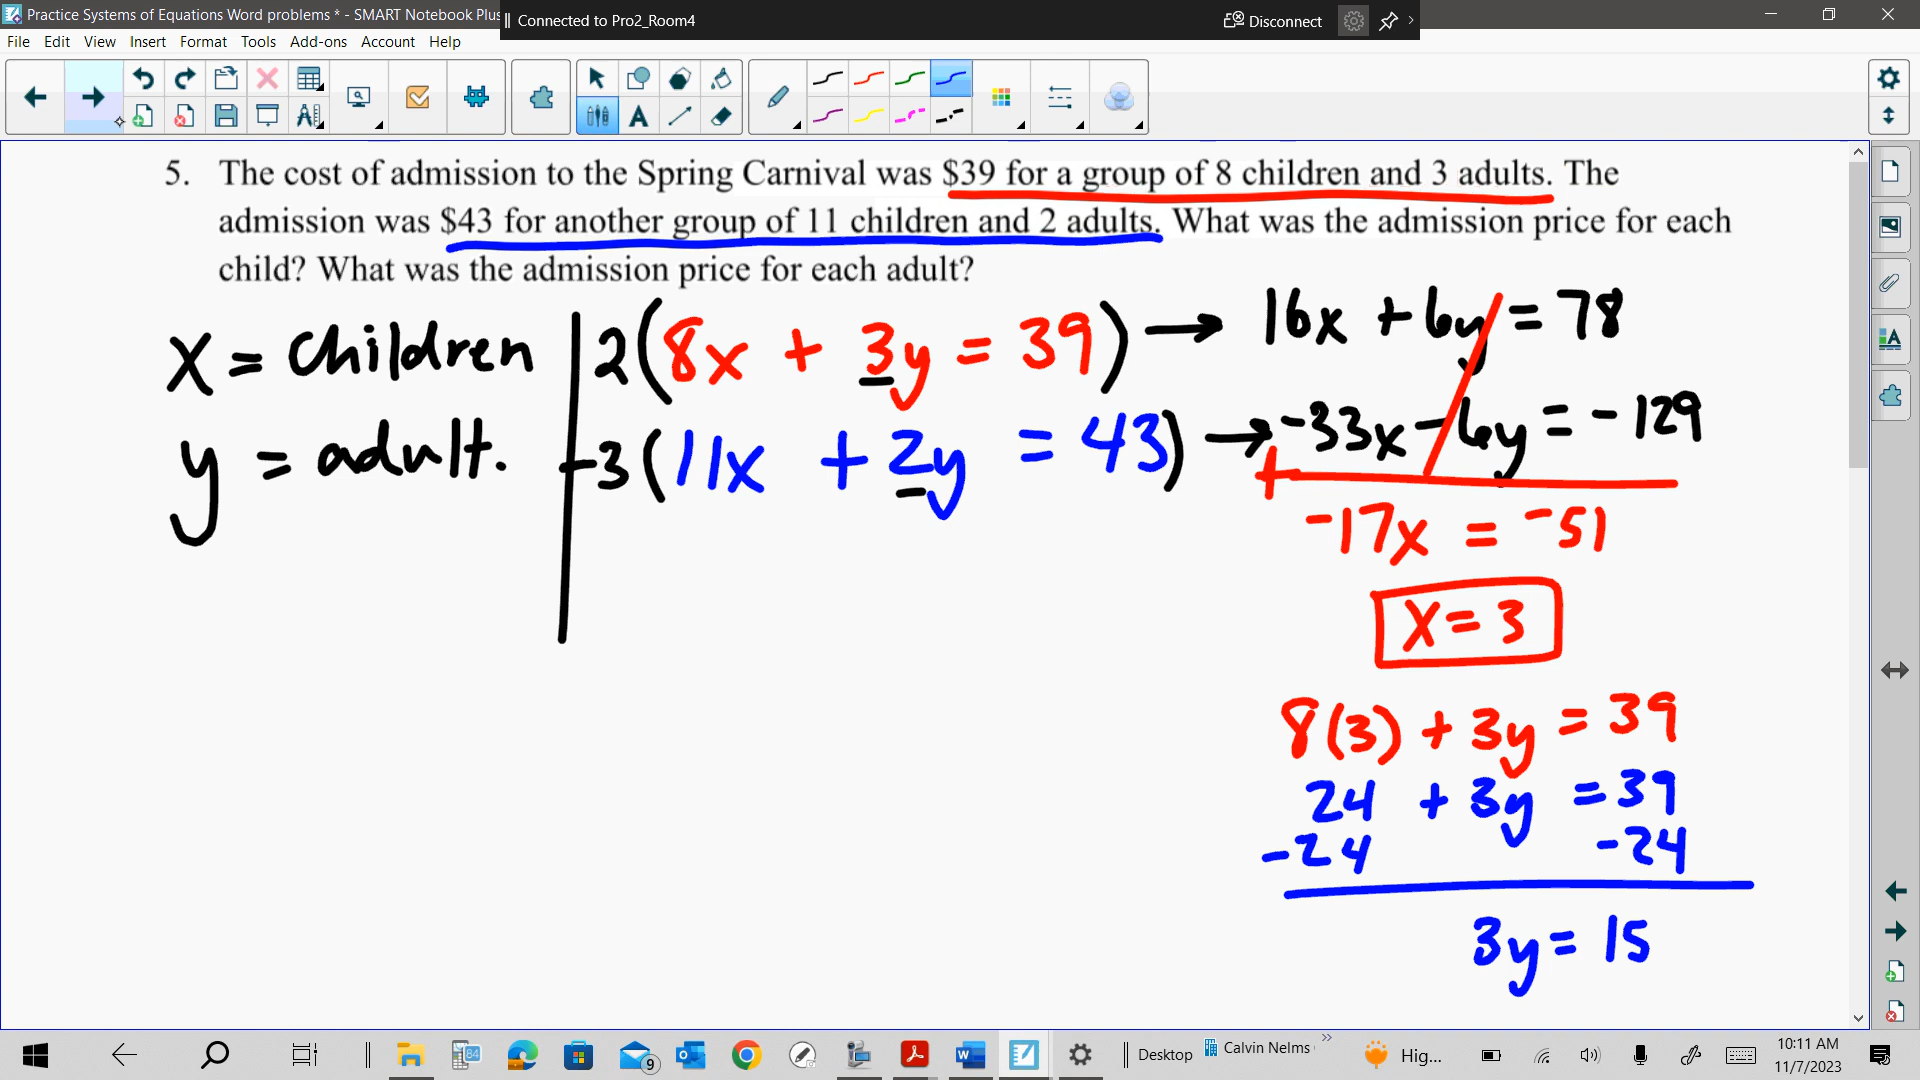 Practice Systems of Equations Word problems * - SMART Notebook Plus
Connected to Pro2_Room4
Disconnect
File Edit View Insert Format Tools Add-ons Account Help
5. The cost of admission to the Spring Carnival was $39 for a group of 8 children and 3 adults. The
admission was $43 for another group of 11 children and 2 adults. What was the admission price for each
child? What was the admission price for each adult?
x = children
y = adult.
2(8x + 3y = 39) → 16x + 6y = 78
-3(11x + 2y = 43) → -33x - 6y = -129
+
-17x = -51
x = 3
8(3) + 3y = 39
24 + 3y = 39
-24 -24
3y = 15
84
9
Desktop
Calvin Nelms
Hig...
10:11 AM
11/7/2023